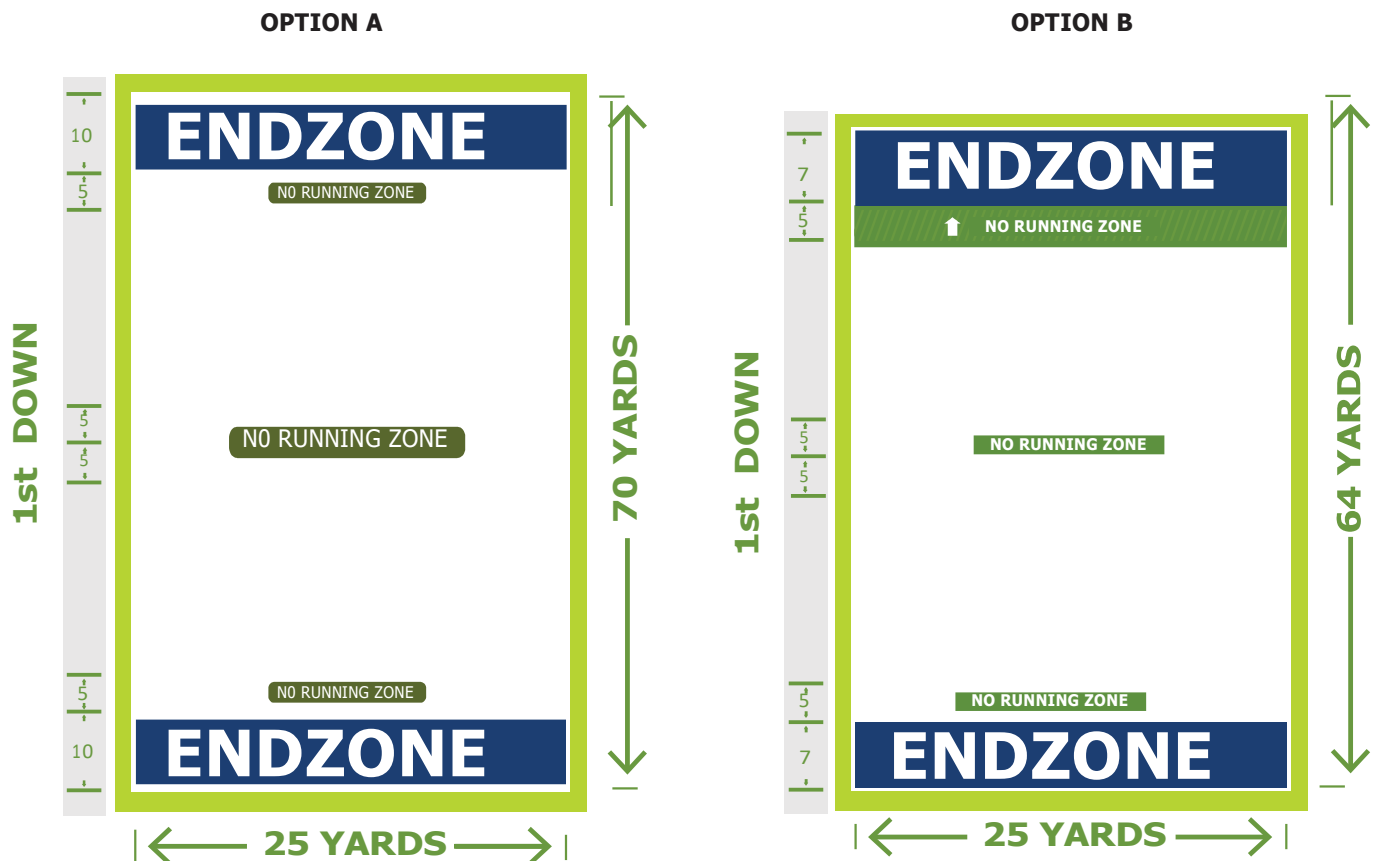 OPTION A
10
5
5
5
5
10
1st DOWN
ENDZONE
N0 RUNNING ZONE
N0 RUNNING ZONE
N0 RUNNING ZONE
ENDZONE
70 YARDS
25 YARDS
OPTION B
7
5
5
5
5
7
1st DOWN
ENDZONE
NO RUNNING ZONE
NO RUNNING ZONE
NO RUNNING ZONE
ENDZONE
64 YARDS
25 YARDS